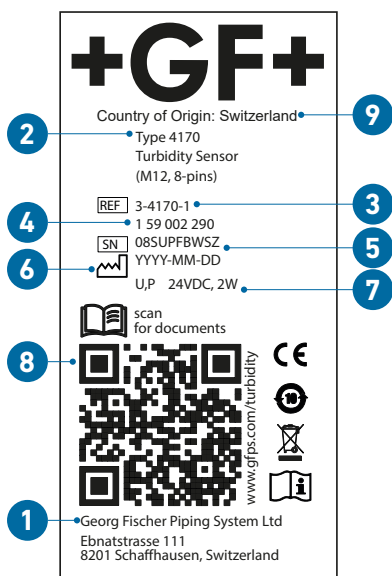 +GF+
Country of Origin: Switzerland
9
2
Type 4170
Turbidity Sensor
(M12, 8-pins)
REF 3-4170-1
3
4
1 59 002 290
SN 08SUPFBWSZ
5
6
YYYY-MM-DD
U,P 24VDC, 2W
7
scan
for documents
8
www.gfps.com/turbidity
CE
10
i
1
Georg Fischer Piping System Ltd
Ebnatstrasse 111
8201 Schaffhausen, Switzerland